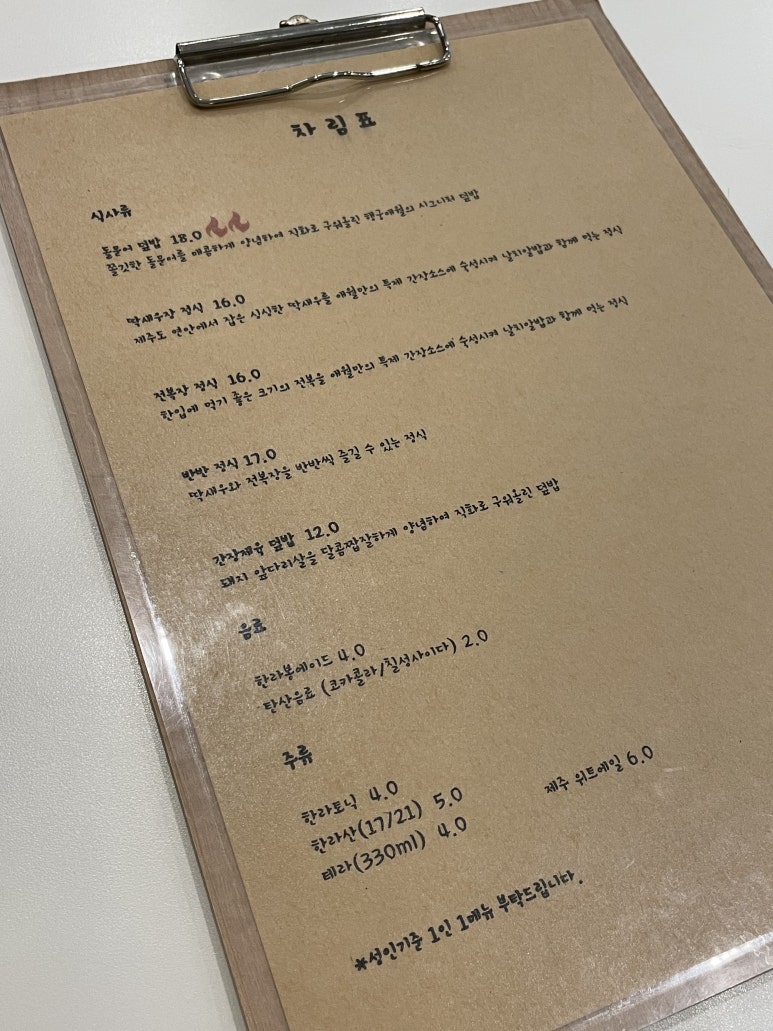 차림표
식사류
돌문어 덮밥 18.0
쫄깃한 돌문어를 매콤하게 양념하여 직화로 구워올린 행구애월의 시그니처 덮밥
딱새우장 정식 16.0
제주도 연안에서 잡은 싱싱한 딱새우를 애월만의 특제 간장소스에 숙성시켜 날치알밥과 함께 먹는 정식
전복장 정식 16.0
한입에 먹기 좋은 크기의 전복을 애월만의 특제 간장소스에 숙성시켜 날치알밥과 함께 먹는 정식
반반 정식 17.0
딱새우와 전복장을 반반씩 즐길 수 있는 정식
간장제육 덮밥 12.0
돼지 앞다리살을 달콤짭잘하게 양념하여 직화로 구워올린 덮밥
음료
한라봉에이드 4.0
탄산음료 (코카콜라/칠성사이다) 2.0
주류
한라토닉 4.0
한라산(17/21) 5.0
테라(330ml) 4.0
제주 위트에일 6.0
*성인기준 1인 1메뉴 부탁드립니다.